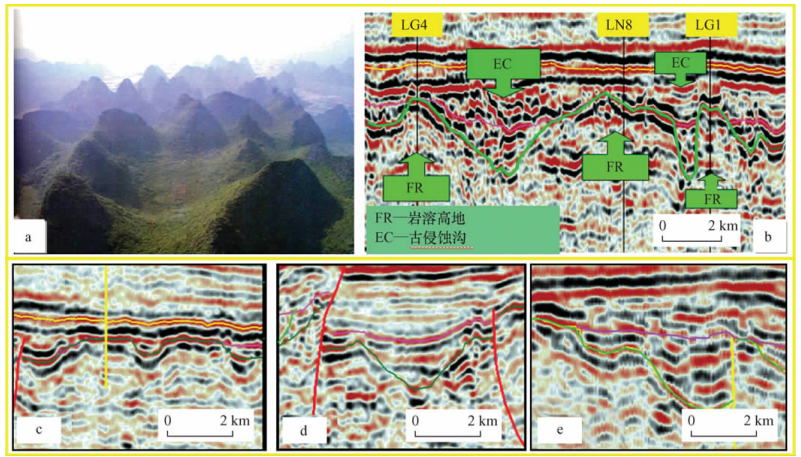 a
LG4
LN8
LG1
EC
EC
FR
FR
FR
FR—岩溶高地
EC—古侵蚀沟
0 2 km
b
c
0 2 km
d
0 2 km
e
0 2 km